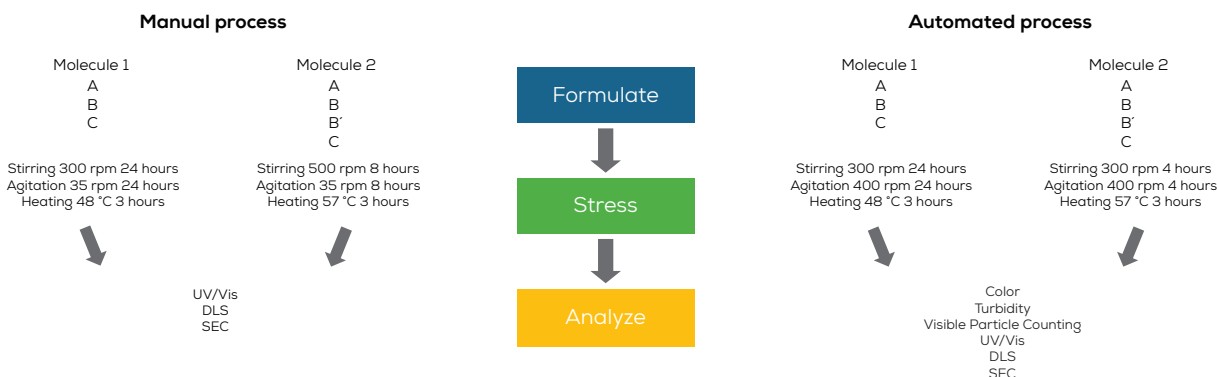 Manual process
Molecule 1
A
B
C
Stirring 300 rpm 24 hours
Agitation 35 rpm 24 hours
Heating 48 °C 3 hours
Molecule 2
A
B
B´
C
Stirring 500 rpm 8 hours
Agitation 35 rpm 8 hours
Heating 57 °C 3 hours
UV/Vis
DLS
SEC
Formulate
Stress
Analyze
Automated process
Molecule 1
A
B
C
Stirring 300 rpm 24 hours
Agitation 400 rpm 24 hours
Heating 48 °C 3 hours
Molecule 2
A
B
B´
C
Stirring 300 rpm 4 hours
Agitation 400 rpm 4 hours
Heating 57 °C 3 hours
Color
Turbidity
Visible Particle Counting
UV/Vis
DLS
SEC